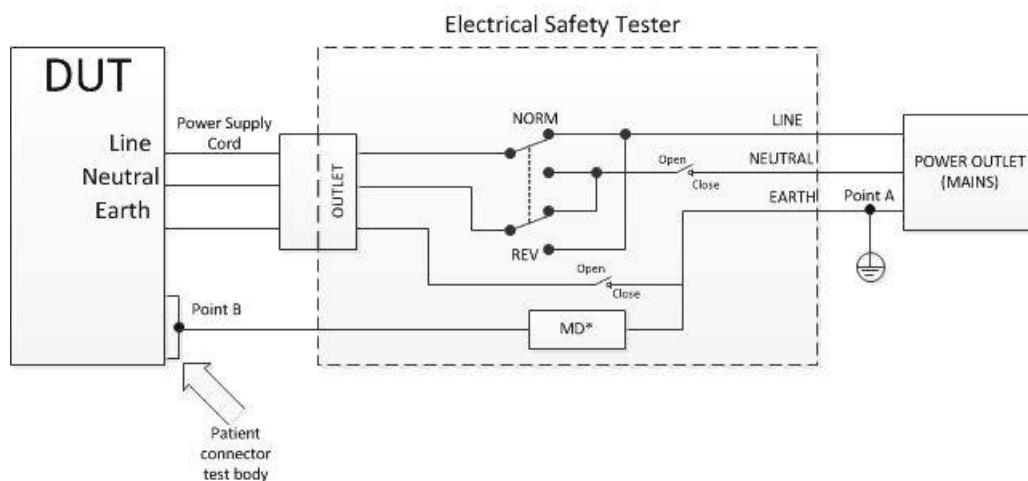 Electrical Safety Tester
DUT
Line
Neutral
Earth
Power Supply
Cord
OUTLET
NORM
REV
LINE
NEUTRAL
EARTH
Open
Close
Open
Close
Point A
POWER OUTLET
(MAINS)
Point B
MD*
Patient
connector
test body